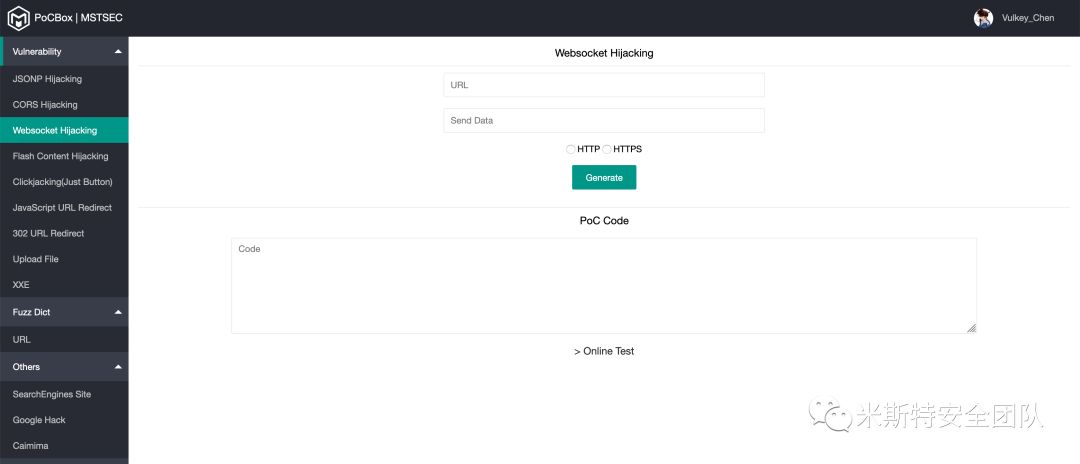 PoCBox | MSTSEC
Vulkey_Chen
Vulnerability
JSONP Hijacking
CORS Hijacking
Websocket Hijacking
Flash Content Hijacking
Clickjacking(Just Button)
JavaScript URL Redirect
302 URL Redirect
Upload File
XXE
Fuzz Dict
URL
Others
SearchEngines Site
Google Hack
Caimima
Websocket Hijacking
URL
Send Data
HTTP HTTPS
Generate
PoC Code
Code
> Online Test
米斯特安全团队